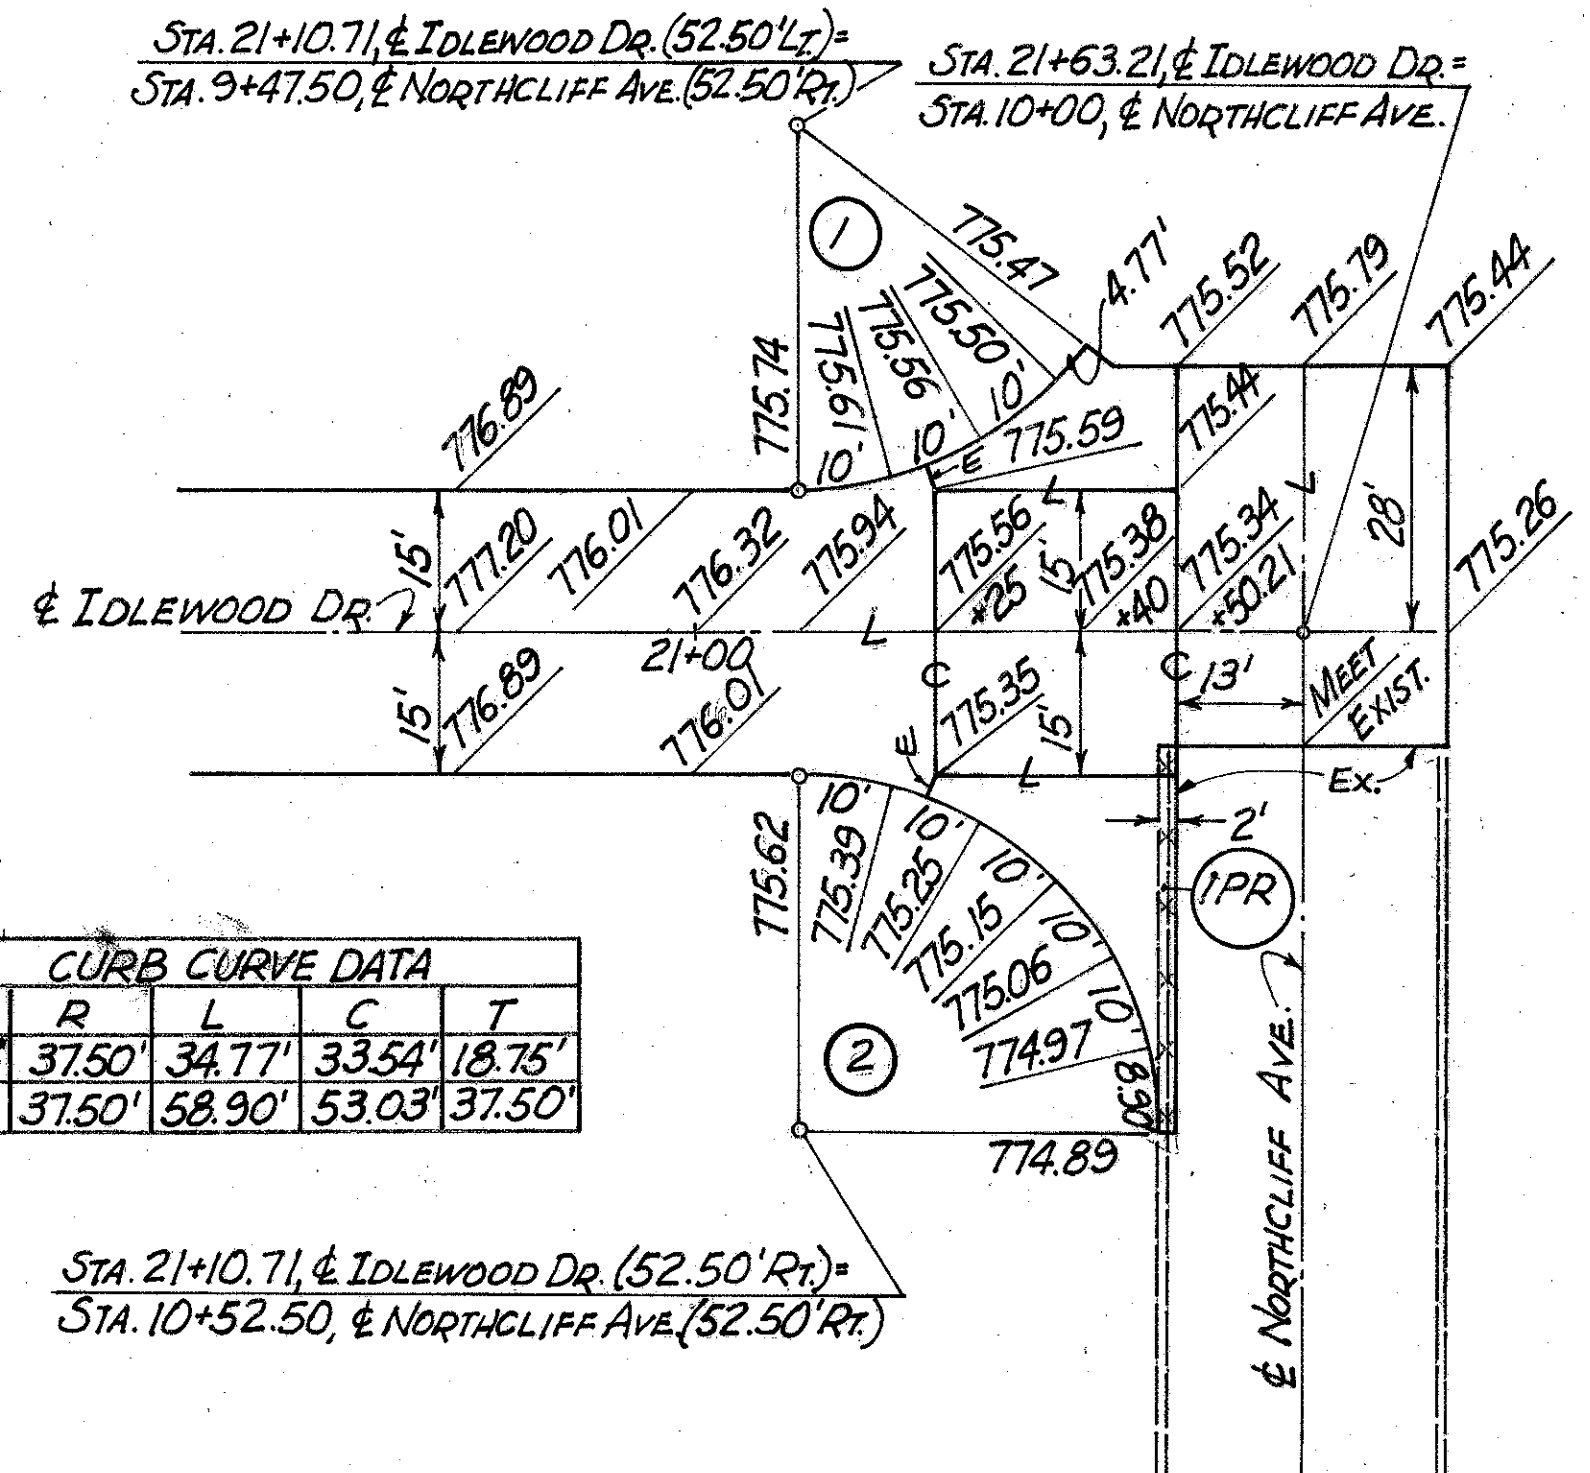 STA. 21+10.71, ℄ IDLEWOOD DR. (52.50' LT.) =
STA. 9+47.50, ℄ NORTHCLIFF AVE. (52.50' RT.)
STA. 21+63.21, ℄ IDLEWOOD DR. =
STA. 10+00, ℄ NORTHCLIFF AVE.
1
775.47
4.77'
775.52
775.79
775.44
775.74
775.61
775.56
775.50
10'
10'
10'
E
775.59
775.44
776.89
L
L
28'
15'
777.20
776.01
776.32
775.94
775.56
+25
15'
775.38
+40
775.34
+50.21
775.26
℄ IDLEWOOD DR.
21+00
L
C
C
13'
MEET
EXIST.
15'
776.89
776.01
775.35
15'
E
L
EX.
2'
1PR
10'
10'
10'
10'
10'
8.90'
775.62
775.39
775.25
775.15
775.06
774.97
2
774.89
CURB CURVE DATA
R L C T
37.50' 34.77' 33.54' 18.75'
37.50' 58.90' 53.03' 37.50'
℄ NORTHCLIFF AVE.
STA. 21+10.71, ℄ IDLEWOOD DR. (52.50' RT.) =
STA. 10+52.50, ℄ NORTHCLIFF AVE. (52.50' RT.)